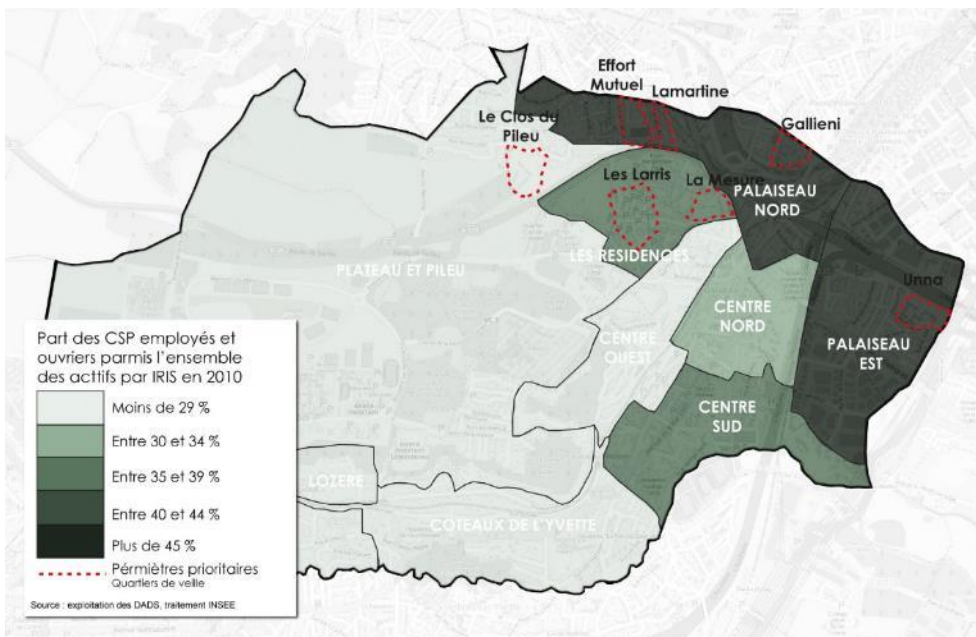 Effort
Mutuel
Lamartine
Le Clos du
Pileu
Gallieni
Les Larris
La Mesure
PALAISEAU
NORD
LES RESIDENCES
PLATEAU ET PILEU
Unna
CENTRE
NORD
CENTRE
OUEST
PALAISEAU
EST
CENTRE
SUD
LOZERE
COTEAUX DE L'YVETTE
Part des CSP employés et
ouvriers parmis l'ensemble
des acttifs par IRIS en 2010
Moins de 29 %
Entre 30 et 34 %
Entre 35 et 39 %
Entre 40 et 44 %
Plus de 45 %
Pérmiètres prioritaires
Quartiers de veille
Source : exploitation des DADS, traitement INSEE